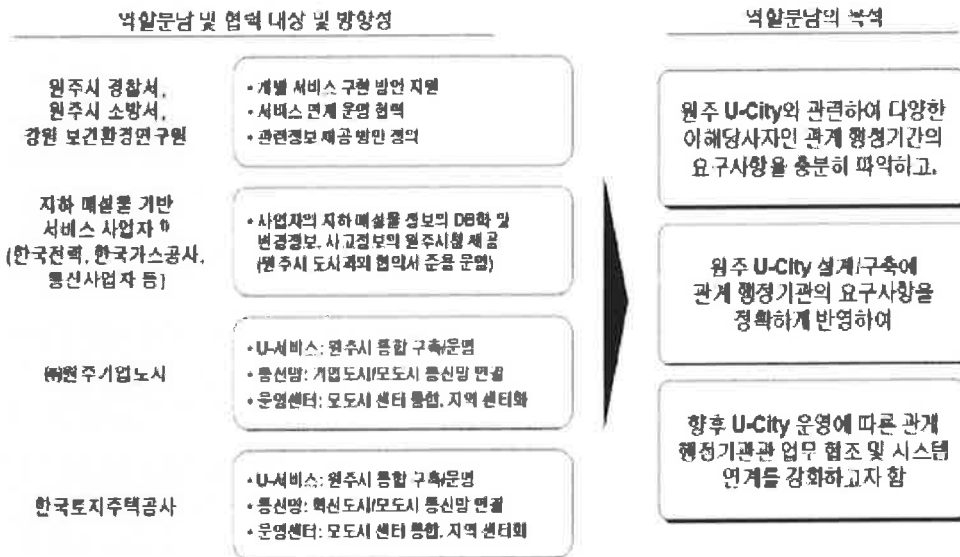 역할분담 및 협력 대상 및 방향성
원주시 경찰서,
원주시 소방서,
강원 보건환경연구원
• 개별 서비스 구현 방안 지원
• 서비스 연계 운영 협력
• 관련정보 제공 방안 정의
지하 매설물 기반
서비스 사업자 1)
(한국전력, 한국가스공사,
통신사업자 등)
• 사업자의 지하 매설물 정보의 DB화 및
변경정보, 사고정보의 원주시청 제공
(원주시 도시과와 협의서 준용 운영)
㈜원주기업도시
• U-서비스: 원주시 통합 구축/운영
• 통신망: 기업도시/모도시 통신망 연결
• 운영센터: 모도시 센터 통합, 지역 센터화
한국토지주택공사
• U-서비스: 원주시 통합 구축/운영
• 통신망: 혁신도시/모도시 통신망 연결
• 운영센터: 모도시 센터 통합, 지역 센터화
역할분담의 목적
원주 U-City와 관련하여 다양한
이해당사자인 관계 행정기관의
요구사항을 충분히 파악하고,
원주 U-City 설계/구축에
관계 행정기관의 요구사항을
정확하게 반영하여
향후 U-City 운영에 따른 관계
행정기관관 업무 협조 및 시스템
연계를 강화하고자 함